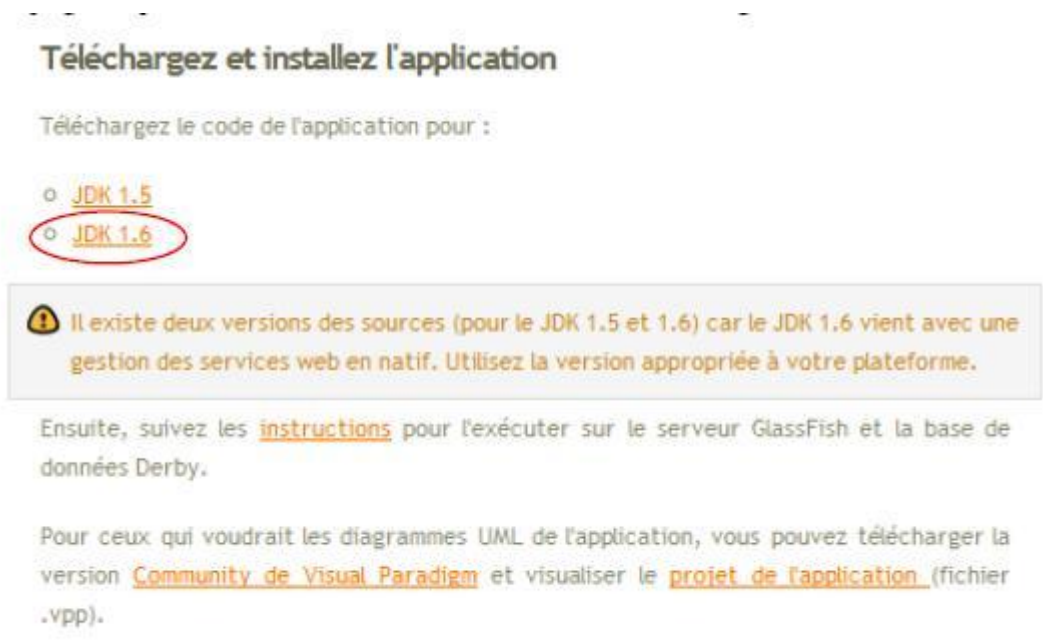 Téléchargez et installez l'application
Téléchargez le code de l'application pour :
JDK 1.5
JDK 1.6
Il existe deux versions des sources (pour le JDK 1.5 et 1.6) car le JDK 1.6 vient avec une
gestion des services web en natif. Utilisez la version appropriée à votre plateforme.
Ensuite, suivez les instructions pour l'exécuter sur le serveur GlassFish et la base de
données Derby.
Pour ceux qui voudrait les diagrammes UML de l'application, vous pouvez télécharger la
version Community de Visual Paradigm et visualiser le projet de l'application (fichier
.vpp).